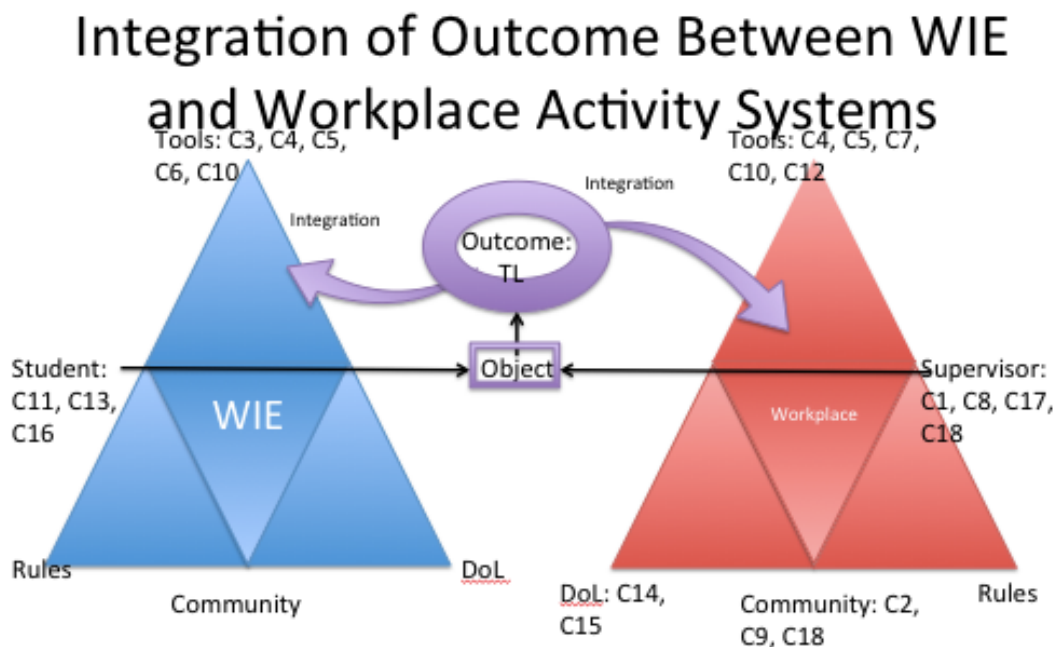 Integration of Outcome Between WIE
and Workplace Activity Systems
Tools: C3, C4, C5,
C6, C10
Integration
Outcome:
TL
Integration
Tools: C4, C5, C7,
C10, C12
Student:
C11, C13,
C16
WIE
Object
Workplace
Supervisor:
C1, C8, C17,
C18
Rules
Community
DoL
DoL: C14,
C15
Community: C2,
C9, C18
Rules